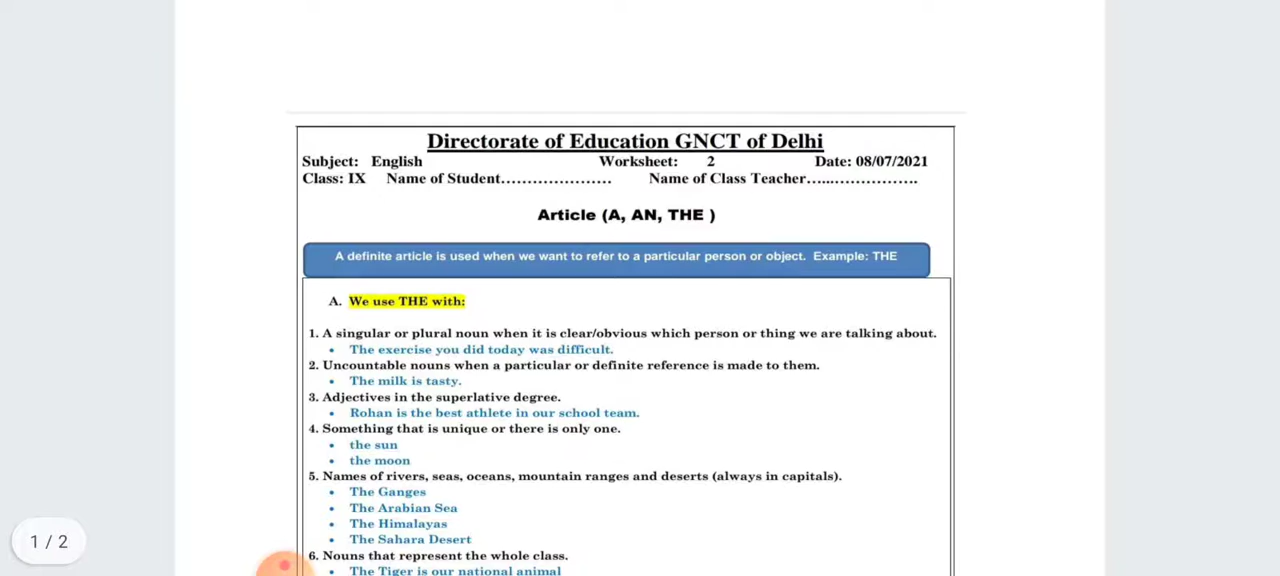 Directorate of Education GNCT of Delhi
Subject: English Worksheet: 2 Date: 08/07/2021
Class: IX Name of Student..................... Name of Class Teacher......................
Article (A, AN, THE )
A definite article is used when we want to refer to a particular person or object. Example: THE
A. We use THE with:
1. A singular or plural noun when it is clear/obvious which person or thing we are talking about.
• The exercise you did today was difficult.
2. Uncountable nouns when a particular or definite reference is made to them.
• The milk is tasty.
3. Adjectives in the superlative degree.
• Rohan is the best athlete in our school team.
4. Something that is unique or there is only one.
• the sun
• the moon
5. Names of rivers, seas, oceans, mountain ranges and deserts (always in capitals).
• The Ganges
• The Arabian Sea
• The Himalayas
• The Sahara Desert
6. Nouns that represent the whole class.
• The Tiger is our national animal
1 / 2